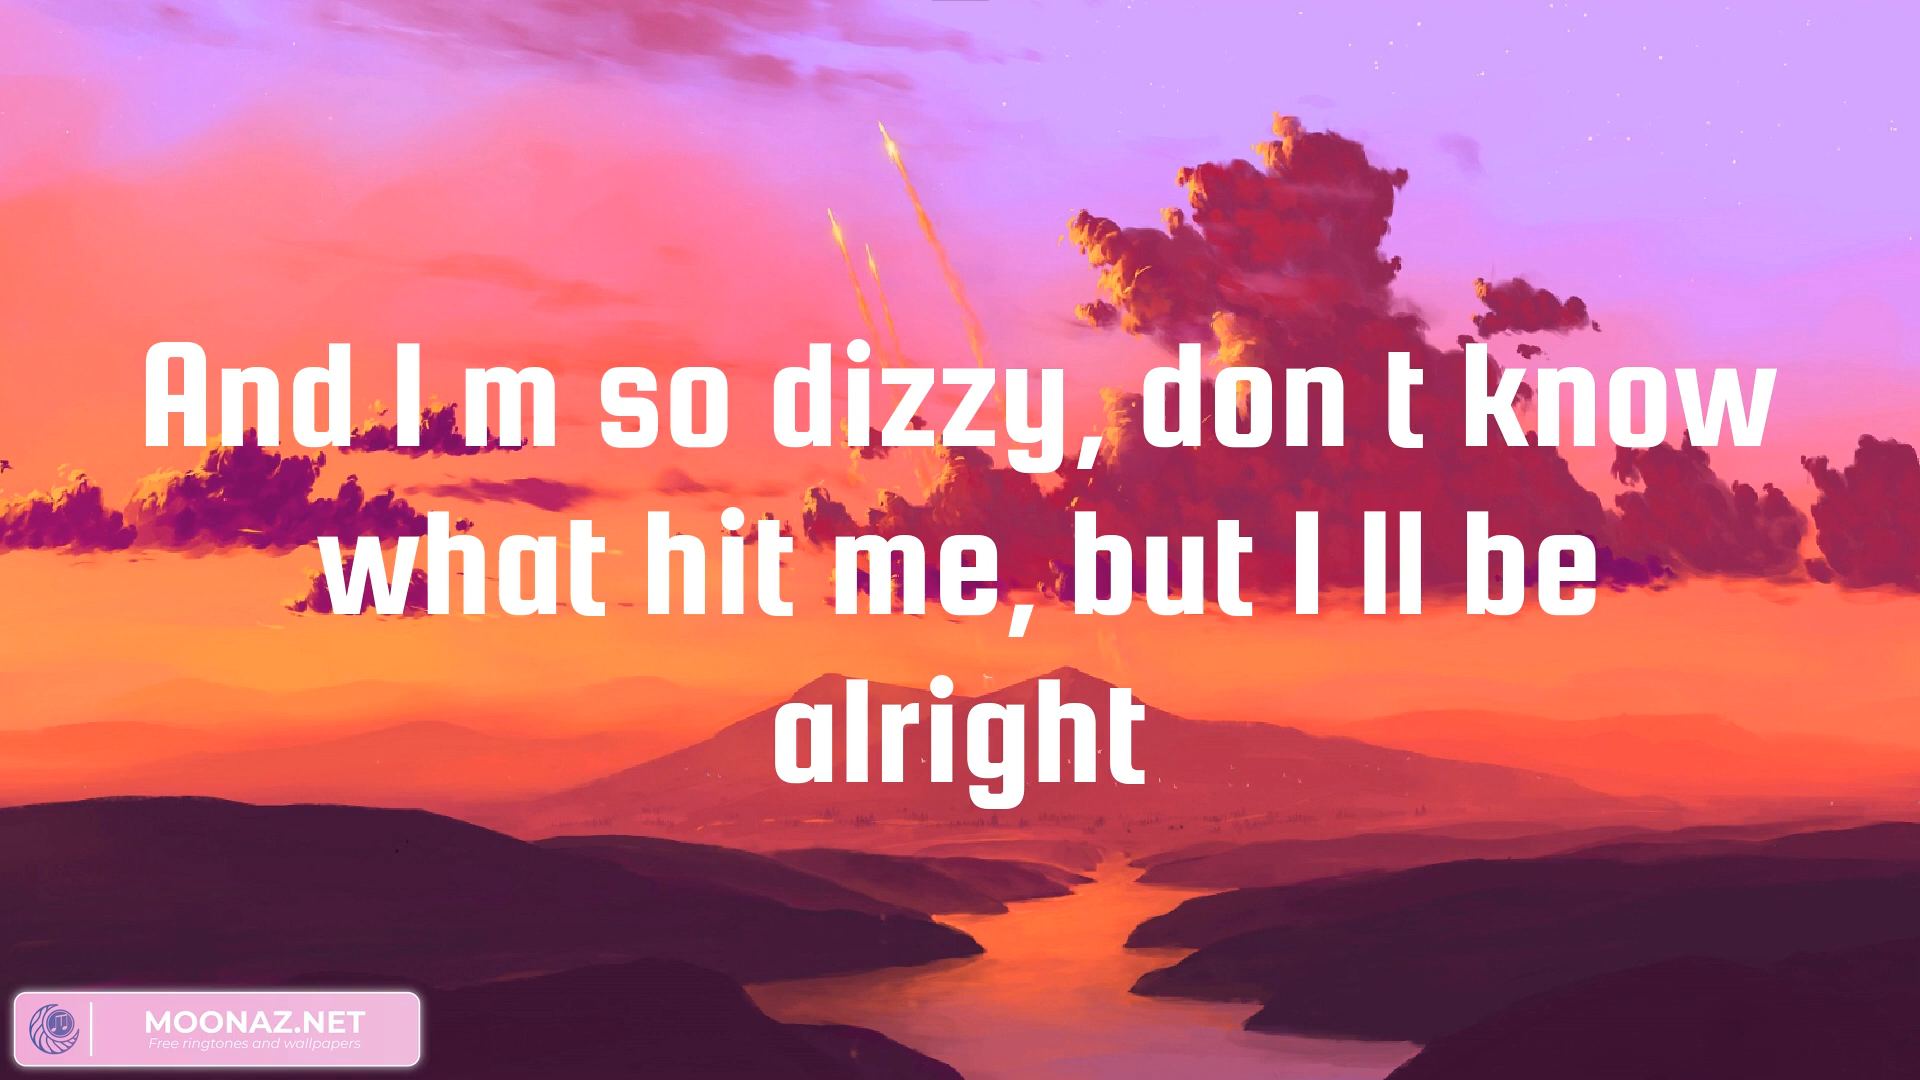 And I m so dizzy, don t know
what hit me, but I ll be
alright
MOONAZ.NET
Free ringtones and wallpapers